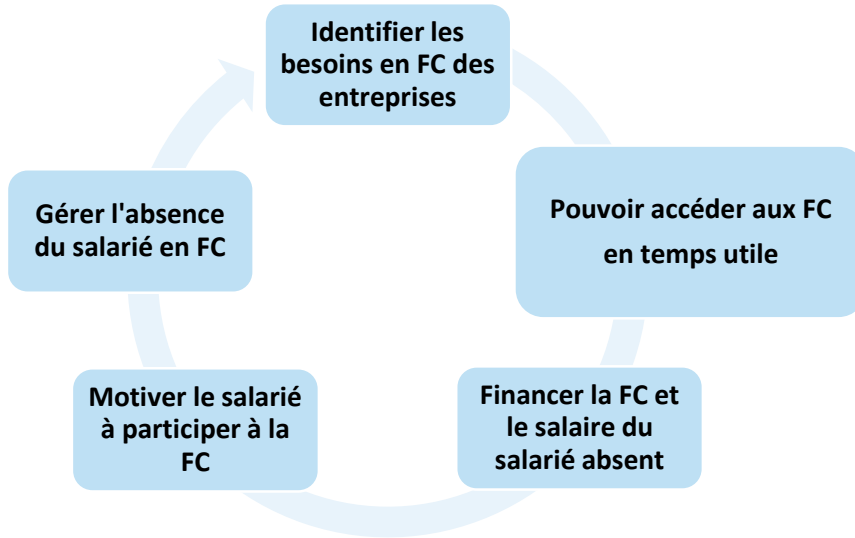 Identifier les
besoins en FC des
entreprises
Pouvoir accéder aux FC
en temps utile
Financer la FC et
le salaire du
salarié absent
Motiver le salarié
à participer à la
FC
Gérer l'absence
du salarié en FC